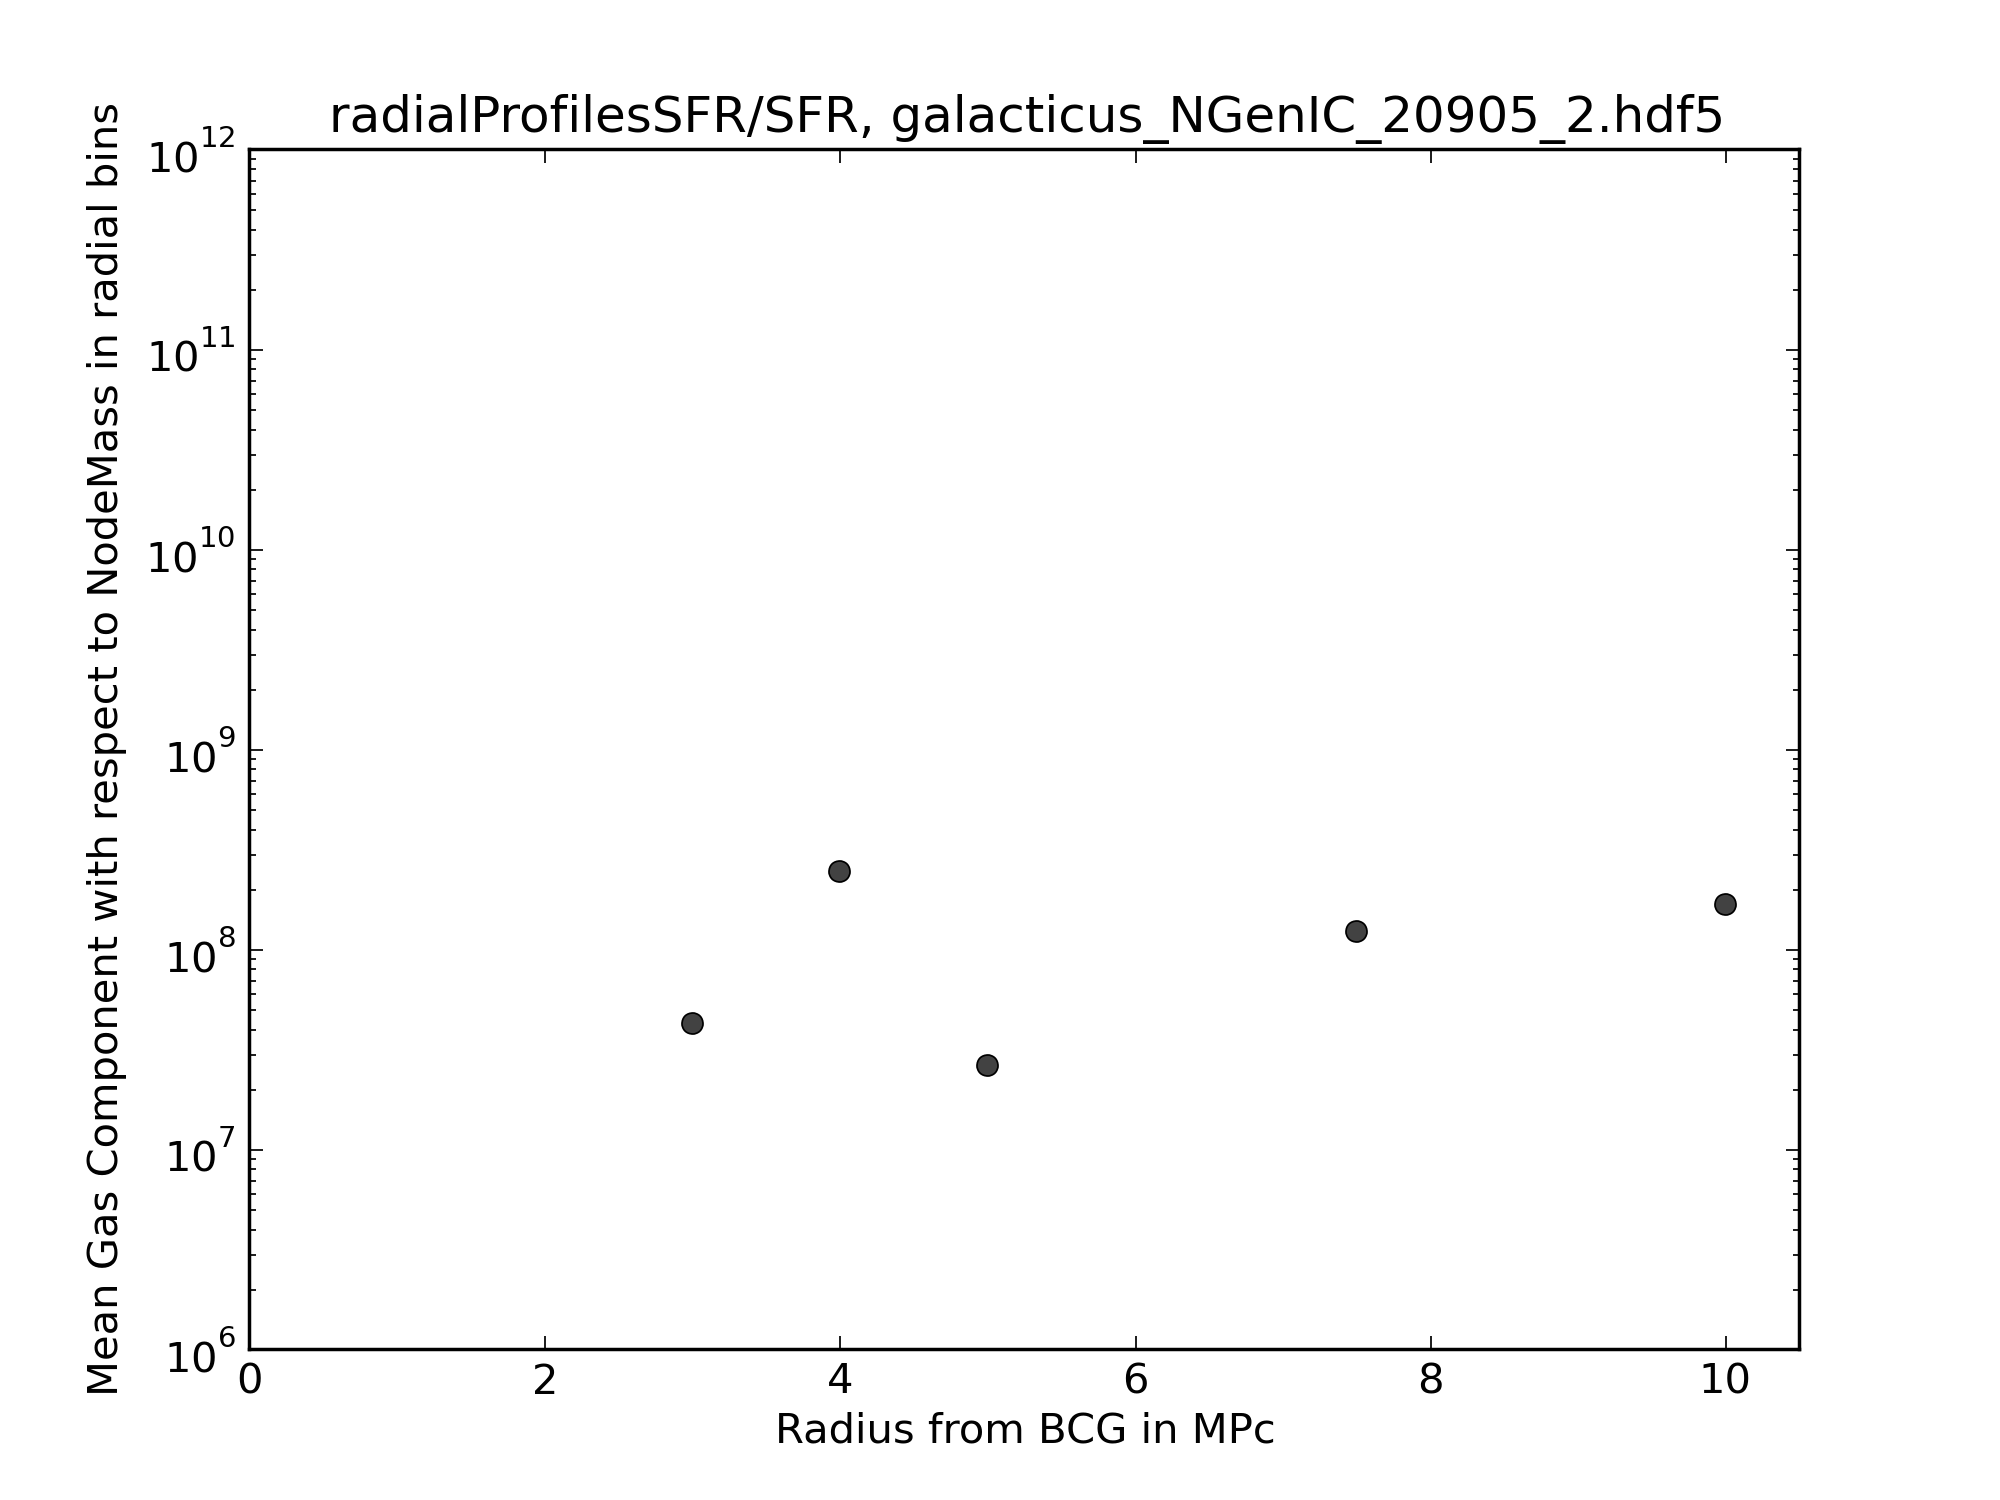 radialProfilesSFR/SFR, galacticus_NGenIC_20905_2.hdf5
Mean Gas Component with respect to NodeMass in radial bins
10^12
10^11
10^10
10^9
10^8
10^7
10^6
0 2 4 6 8 10
Radius from BCG in MPc